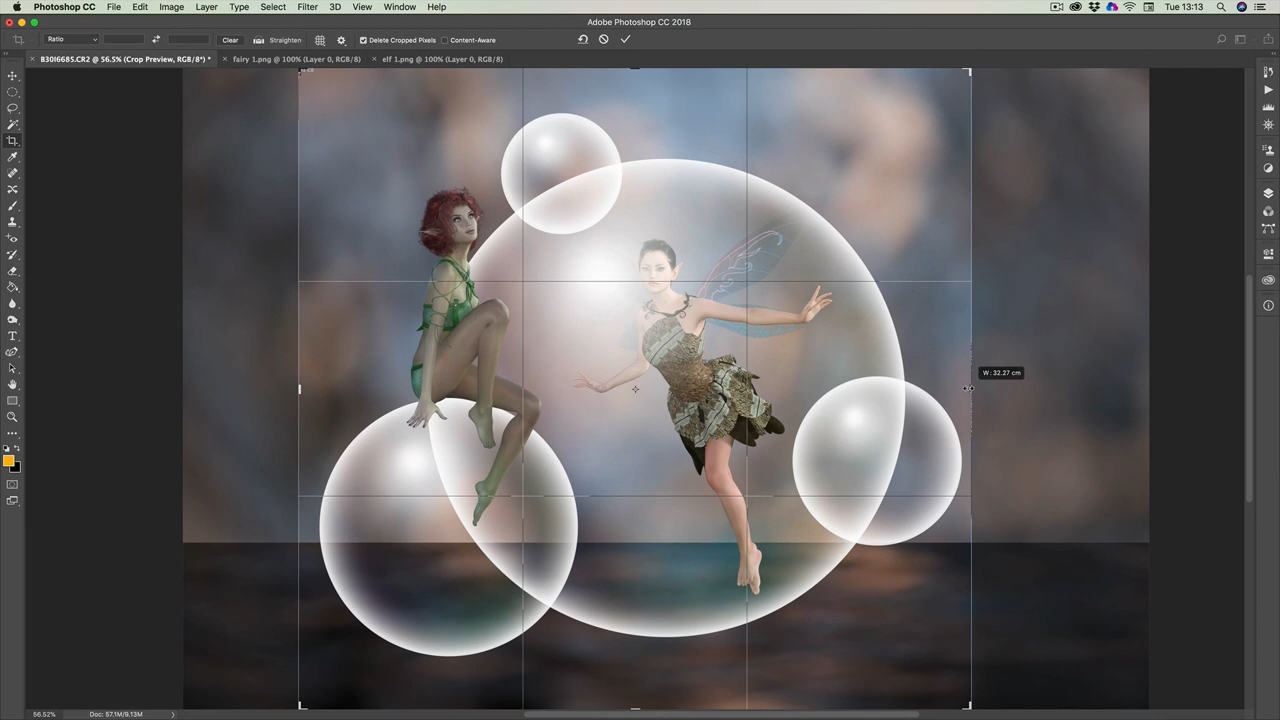 Photoshop CC File Edit Image Layer Type Select Filter 3D View Window Help Tue 13:13
Adobe Photoshop CC 2018
Ratio Clear Straighten Delete Cropped Pixels Content-Aware
B30I6685.CR2 @ 56.5% (Crop Preview, RGB/8*) * fairy 1.png @ 100% (Layer 0, RGB/8) elf 1.png @ 100% (Layer 0, RGB/8)
W: 32.27 cm
56.52% Doc: 57.1M/9.13M